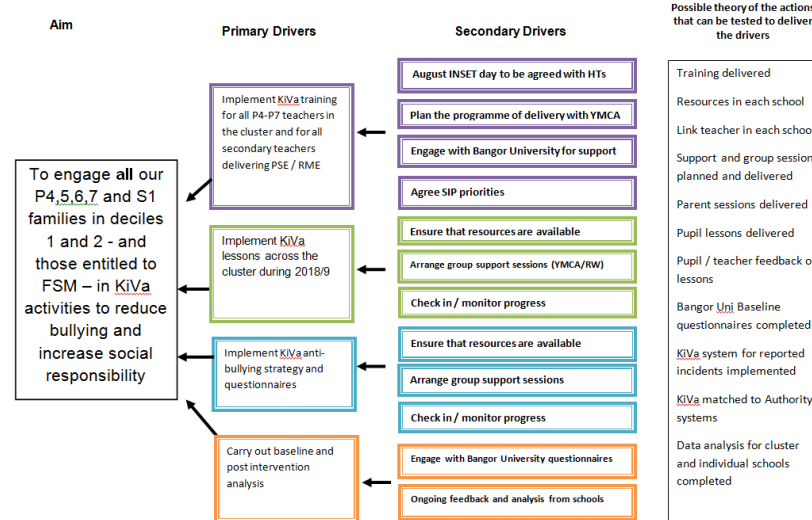 Aim
Primary Drivers
Secondary Drivers
Possible theory of the actions
that can be tested to deliver
the drivers
To engage all our
P4,5,6,7 and S1
families in deciles
1 and 2 - and
those entitled to
FSM – in KiVa
activities to reduce
bullying and
increase social
responsibility
Implement KiVa training
for all P4-P7 teachers in
the cluster and for all
secondary teachers
delivering PSE / RME
Implement KiVa
lessons across the
cluster during 2018/9
Implement KiVa anti-
bullying strategy and
questionnaires
Carry out baseline and
post intervention
analysis
August INSET day to be agreed with HTs
Plan the programme of delivery with YMCA
Engage with Bangor University for support
Agree SIP priorities
Ensure that resources are available
Arrange group support sessions (YMCA/RW)
Check in / monitor progress
Ensure that resources are available
Arrange group support sessions
Check in / monitor progress
Engage with Bangor University questionnaires
Ongoing feedback and analysis from schools
Training delivered
Resources in each school
Link teacher in each school
Support and group session
planned and delivered
Parent sessions delivered
Pupil lessons delivered
Pupil / teacher feedback o
lessons
Bangor Uni Baseline
questionnaires completed
KiVa system for reported
incidents implemented
KiVa matched to Authority
systems
Data analysis for cluster
and individual schools
completed